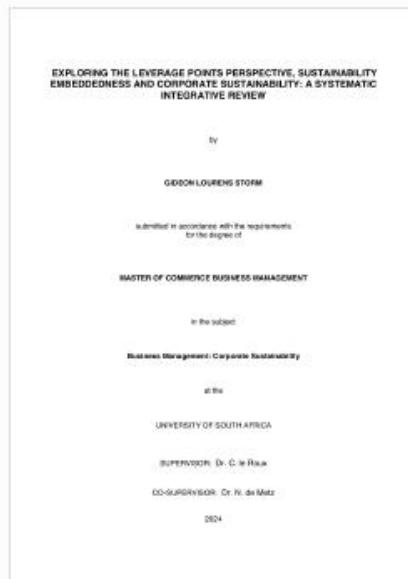 EXPLORING THE LEVERAGE POINTS PERSPECTIVE, SUSTAINABILITY
EMBEDDEDNESS AND CORPORATE SUSTAINABILITY: A SYSTEMATIC
INTEGRATIVE REVIEW
by
GIDEON LOURENS STORM
submitted in accordance with the requirements
for the degree of
MASTER OF COMMERCE BUSINESS MANAGEMENT
in the subject
Business Management: Corporate Sustainability
at the
UNIVERSITY OF SOUTH AFRICA
SUPERVISOR: Dr. C. le Roux
CO-SUPERVISOR: Dr. N. de Metz
2024